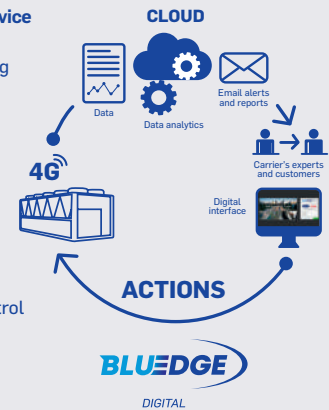 vice
CLOUD
g
Data
Data analytics
Email alerts
and reports
4G
Carrier's experts
and customers
Digital
interface
ACTIONS
trol
BLUEDGE
DIGITAL